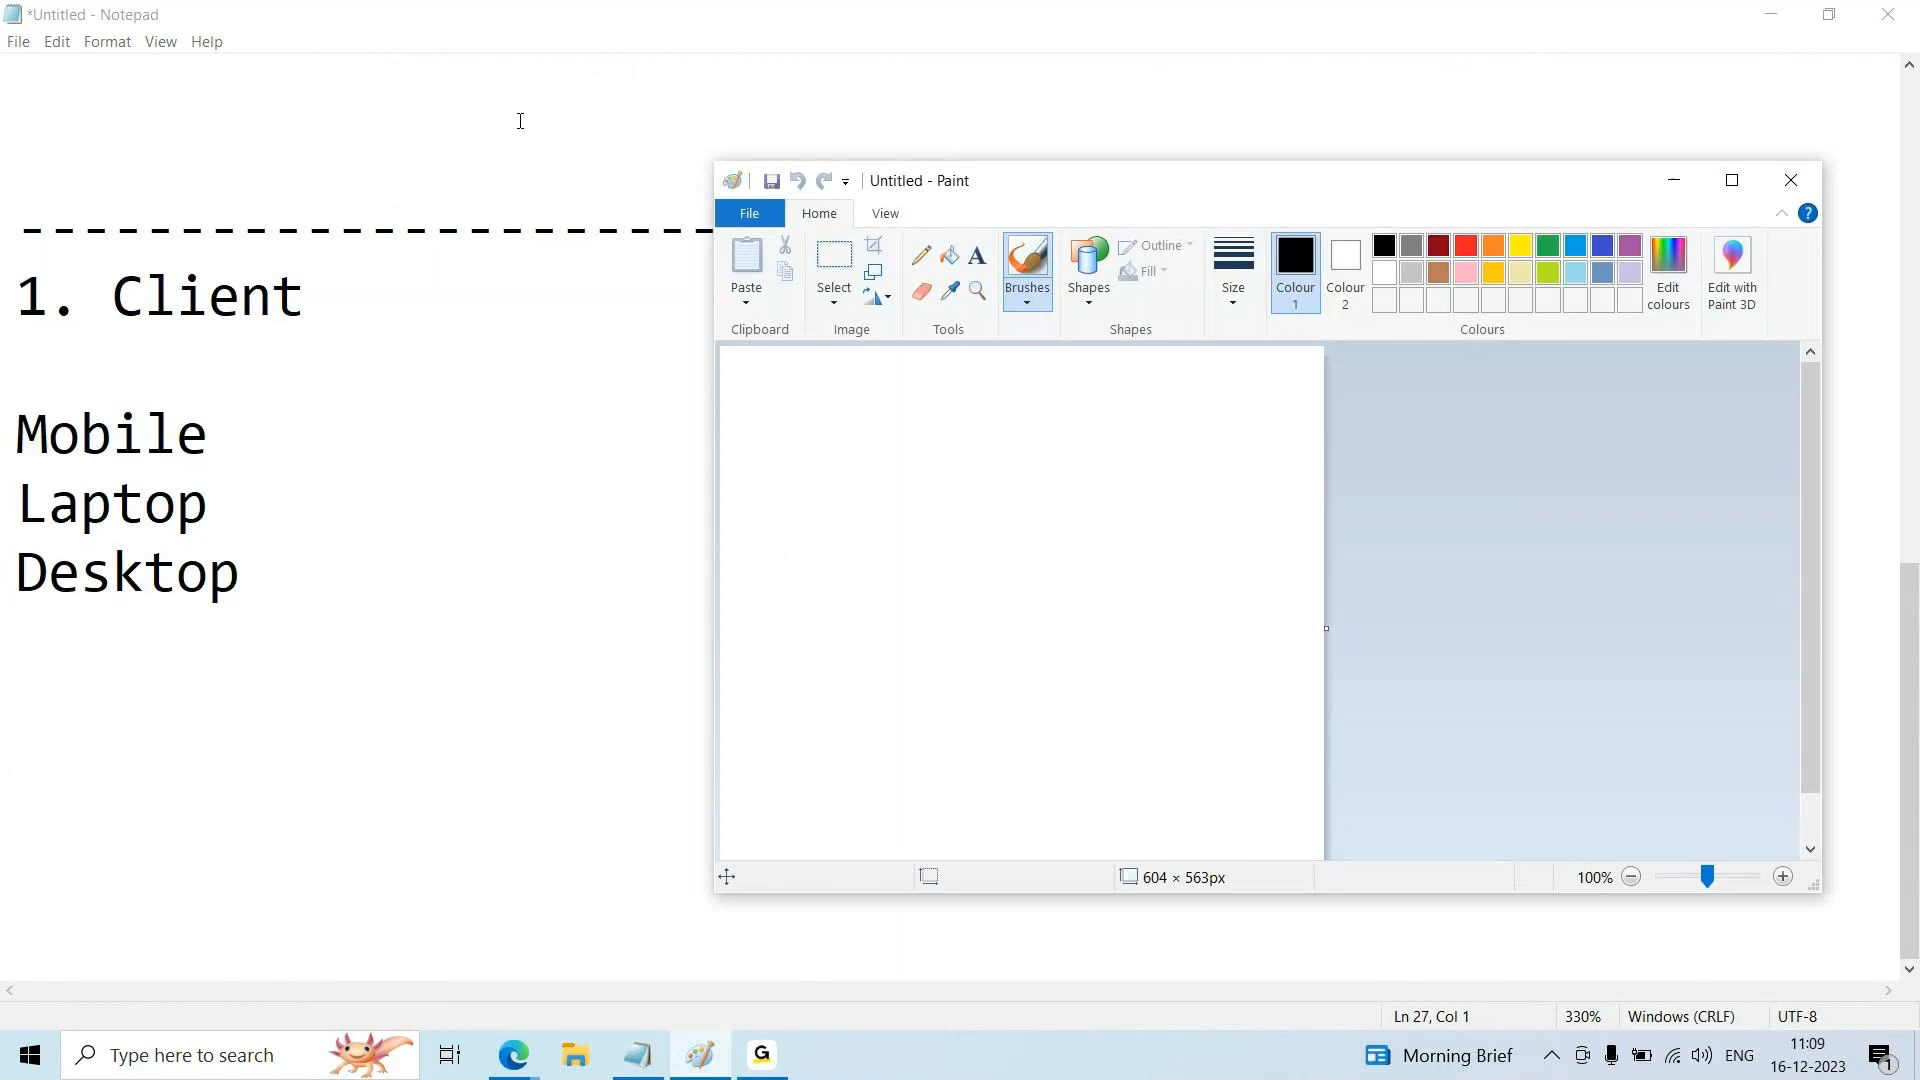 *Untitled - Notepad
File Edit Format View Help
--------------------
1. Client
Mobile
Laptop
Desktop
Untitled - Paint
File Home View
Paste
Select
A
Brushes
Shapes
Outline
Fill
Size
Colour 1
Colour 2
Edit colours
Edit with Paint 3D
Clipboard Image Tools Shapes Colours
604 × 563px 100%
Ln 27, Col 1 330% Windows (CRLF) UTF-8
Type here to search
G
Morning Brief ENG
11:09
16-12-2023
1